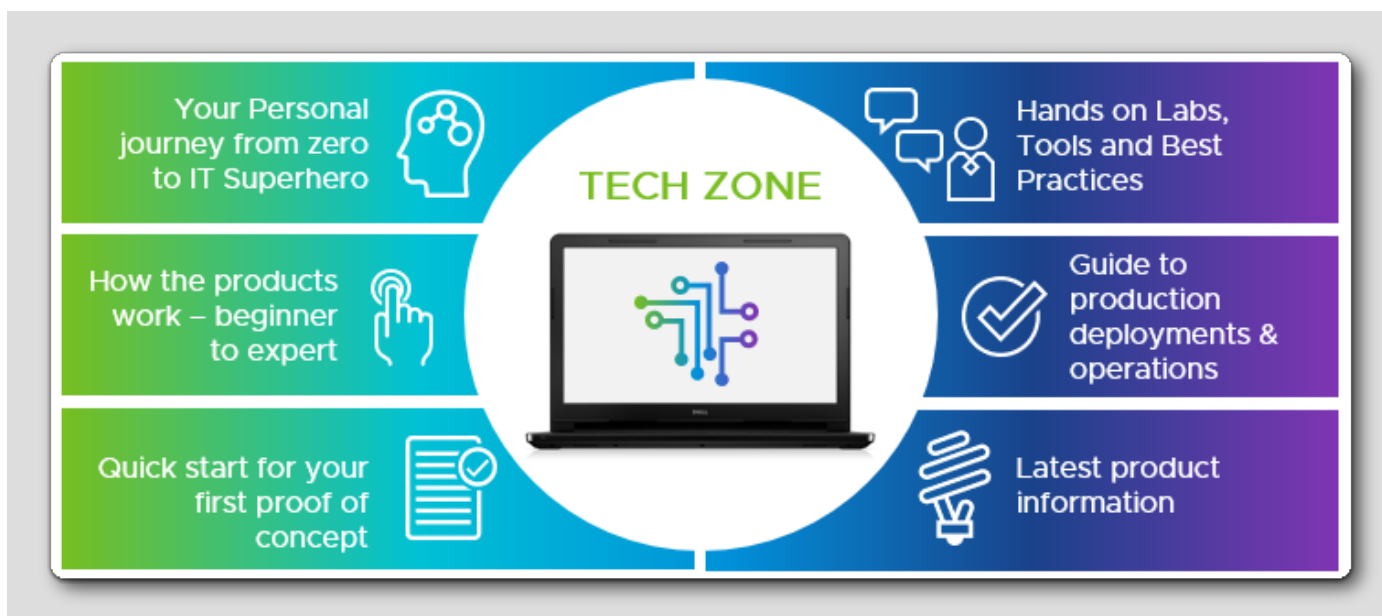 Your Personal
journey from zero
to IT Superhero
How the products
work – beginner
to expert
Quick start for your
first proof of
concept
TECH ZONE
DELL
Hands on Labs,
Tools and Best
Practices
Guide to
production
deployments &
operations
Latest product
information